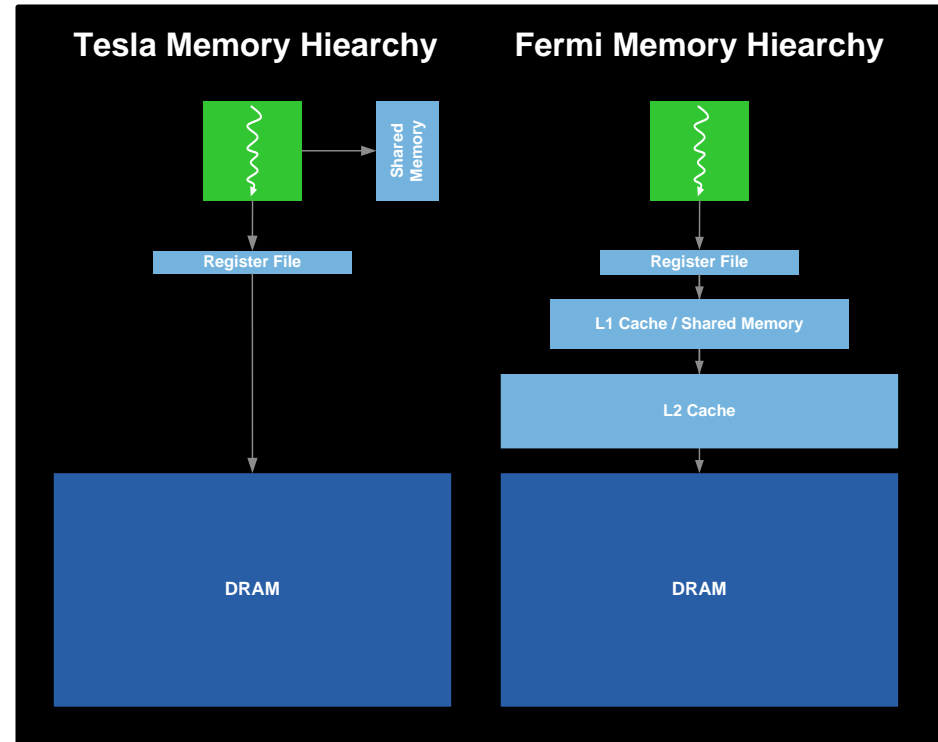 Tesla Memory Hiearchy
Shared
Memory
Register File
DRAM
Fermi Memory Hiearchy
Register File
L1 Cache / Shared Memory
L2 Cache
DRAM